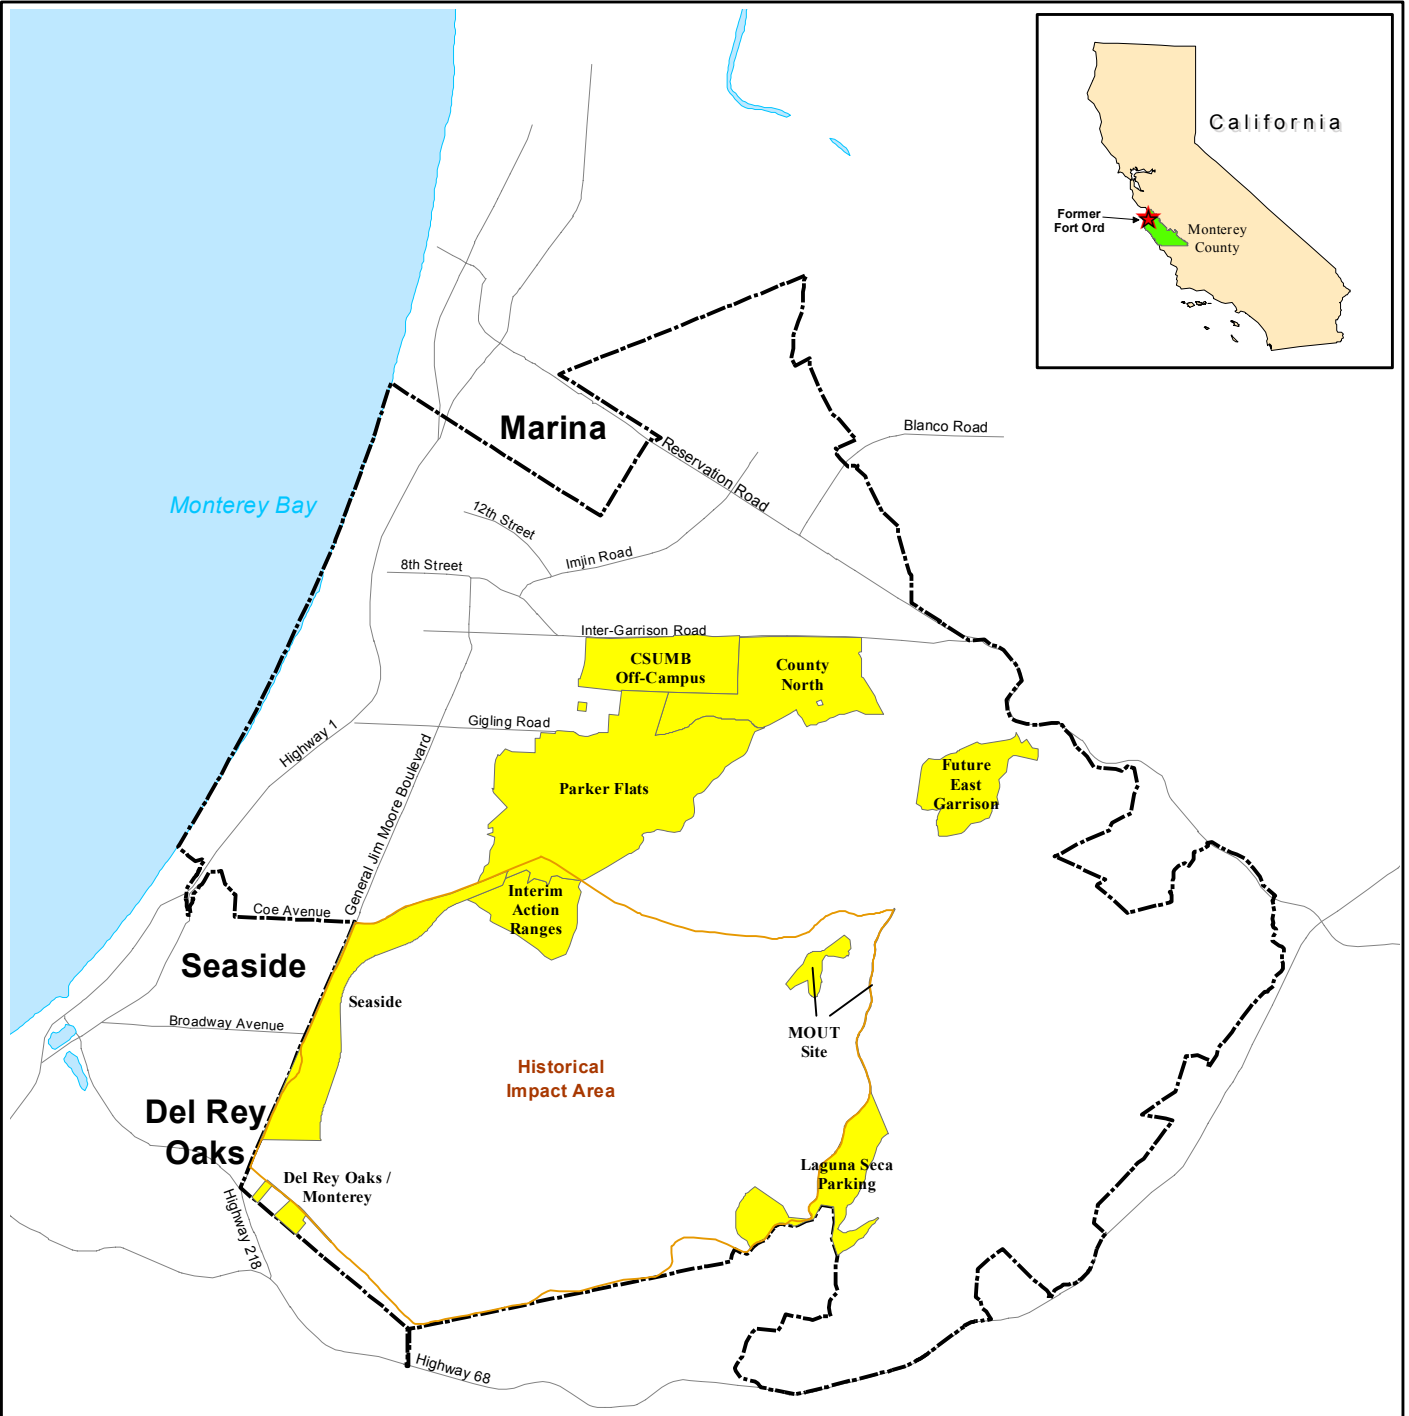 California
Former
Fort Ord
Monterey
County
Marina
Blanco Road
Reservation Road
Monterey Bay
12th Street
Imjin Road
8th Street
Inter-Garrison Road
CSUMB
Off-Campus
County
North
Gigling Road
Highway 1
General Jim Moore Boulevard
Parker Flats
Future
East
Garrison
Interim
Action
Ranges
Coe Avenue
Seaside
Seaside
Broadway Avenue
MOUT
Site
Historical
Impact Area
Del Rey
Oaks
Laguna Seca
Parking
Del Rey Oaks /
Monterey
Highway 218
Highway 68